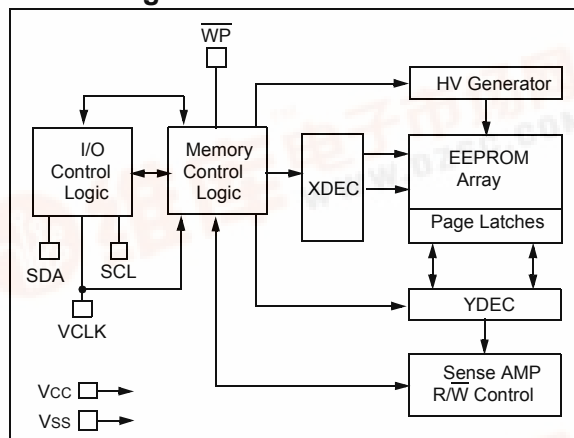 WP
HV Generator
I/O
Control
Logic
Memory
Control
Logic
XDEC
EEPROM
Array
Page Latches
SDA
SCL
VCLK
YDEC
Sense AMP
R/W Control
Vcc
Vss